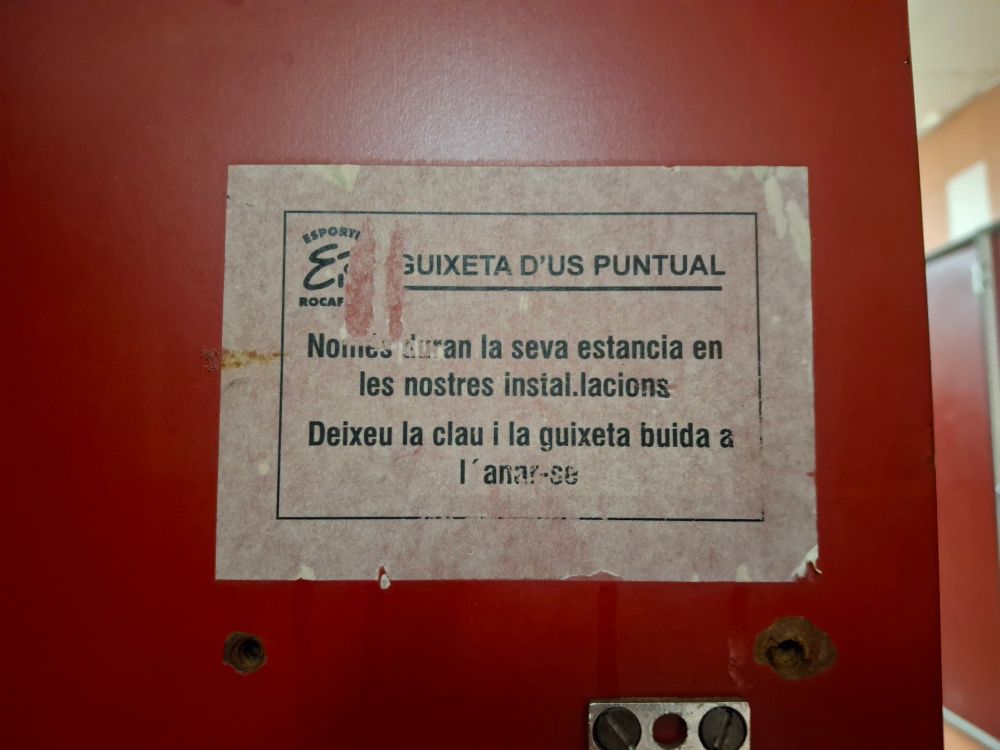 ESPORTI
ROCAF
GUIXETA D'US PUNTUAL
Només duran la seva estancia en
les nostres instal.lacions
Deixeu la clau i la guixeta buida a
l´anar-se